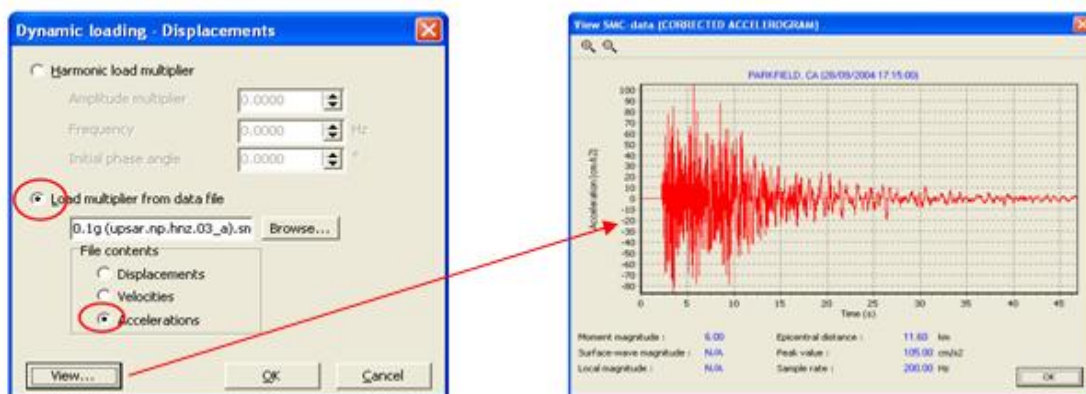 Dynamic loading - Displacements
Harmonic load multiplier
Amplitude multiplier 0.0000
Frequency 0.0000 Hz
Initial phase angle 0.0000 °
Load multiplier from data file
0.1g (upsar.np.hnz.03_a).sm Browse...
File contents
Displacements
Velocities
Accelerations
View... OK Cancel
View SMC-data (CORRECTED ACCELEROGRAM)
PARKFIELD, CA (28/09/2004 17:15:00)
Acceleration (cm/s2)
100
90
80
70
60
50
40
30
20
10
0
-10
-20
-30
-40
-50
-60
-70
-80
0 5 10 15 20 25 30 35 40 45
Time (s)
Moment magnitude : 6.00 Epicentral distance : 11.60 km
Surface-wave magnitude : N/A Peak value : 105.00 cm/s2
Local magnitude : N/A Sample rate : 200.00 Hz
OK